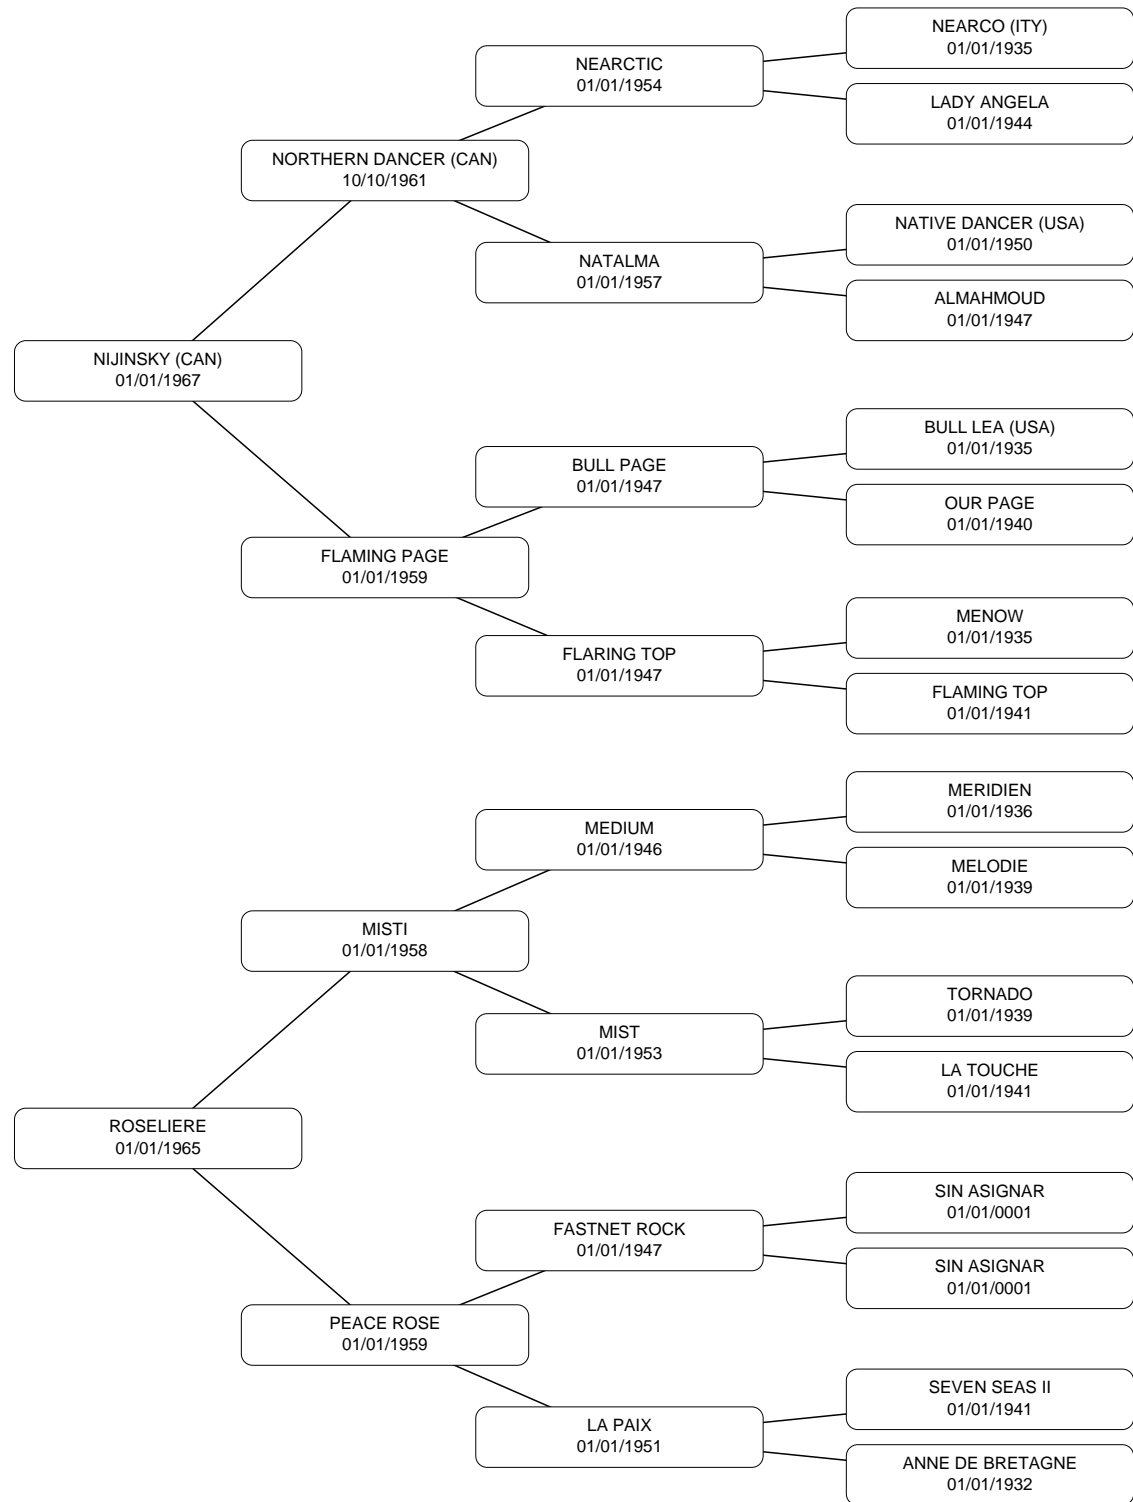 NEARCO (ITY)
01/01/1935
NEARCTIC
01/01/1954
LADY ANGELA
01/01/1944
NORTHERN DANCER (CAN)
10/10/1961
NATIVE DANCER (USA)
01/01/1950
NATALMA
01/01/1957
ALMAHMOUD
01/01/1947
NIJINSKY (CAN)
01/01/1967
BULL LEA (USA)
01/01/1935
BULL PAGE
01/01/1947
OUR PAGE
01/01/1940
FLAMING PAGE
01/01/1959
MENOW
01/01/1935
FLARING TOP
01/01/1947
FLAMING TOP
01/01/1941
MERIDIEN
01/01/1936
MEDIUM
01/01/1946
MELODIE
01/01/1939
MISTI
01/01/1958
TORNADO
01/01/1939
MIST
01/01/1953
LA TOUCHE
01/01/1941
ROSELIERE
01/01/1965
SIN ASIGNAR
01/01/0001
FASTNET ROCK
01/01/1947
SIN ASIGNAR
01/01/0001
PEACE ROSE
01/01/1959
SEVEN SEAS II
01/01/1941
LA PAIX
01/01/1951
ANNE DE BRETAGNE
01/01/1932